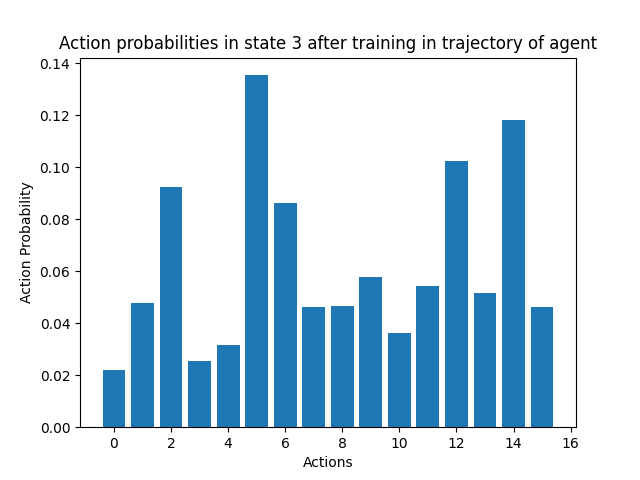 Action probabilities in state 3 after training in trajectory of agent
0.14
0.12
0.10
0.08
0.06
0.04
0.02
0.00
Action Probability
0 2 4 6 8 10 12 14 16
Actions